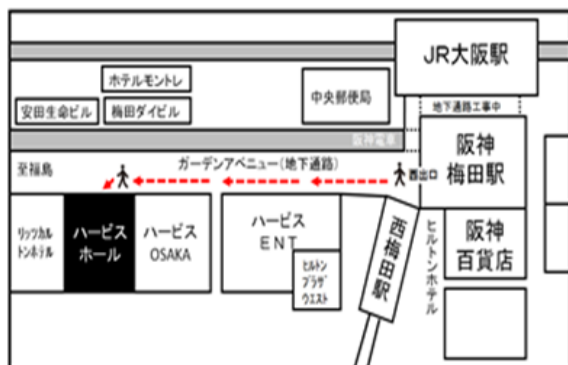 JR大阪駅
ホテルモントレ
安田生命ビル
梅田ダイビル
中央郵便局
地下通路工事中
阪神電車
阪神
梅田駅
至福島
ガーデンアベニュー(地下通路)
西出口
リッツカル
トンホテル
ハービス
ホール
ハービス
OSAKA
ハービス
ENT
ヒルトン
プラザ
ウエスト
西梅田駅
ヒルトンホテル
阪神
百貨店